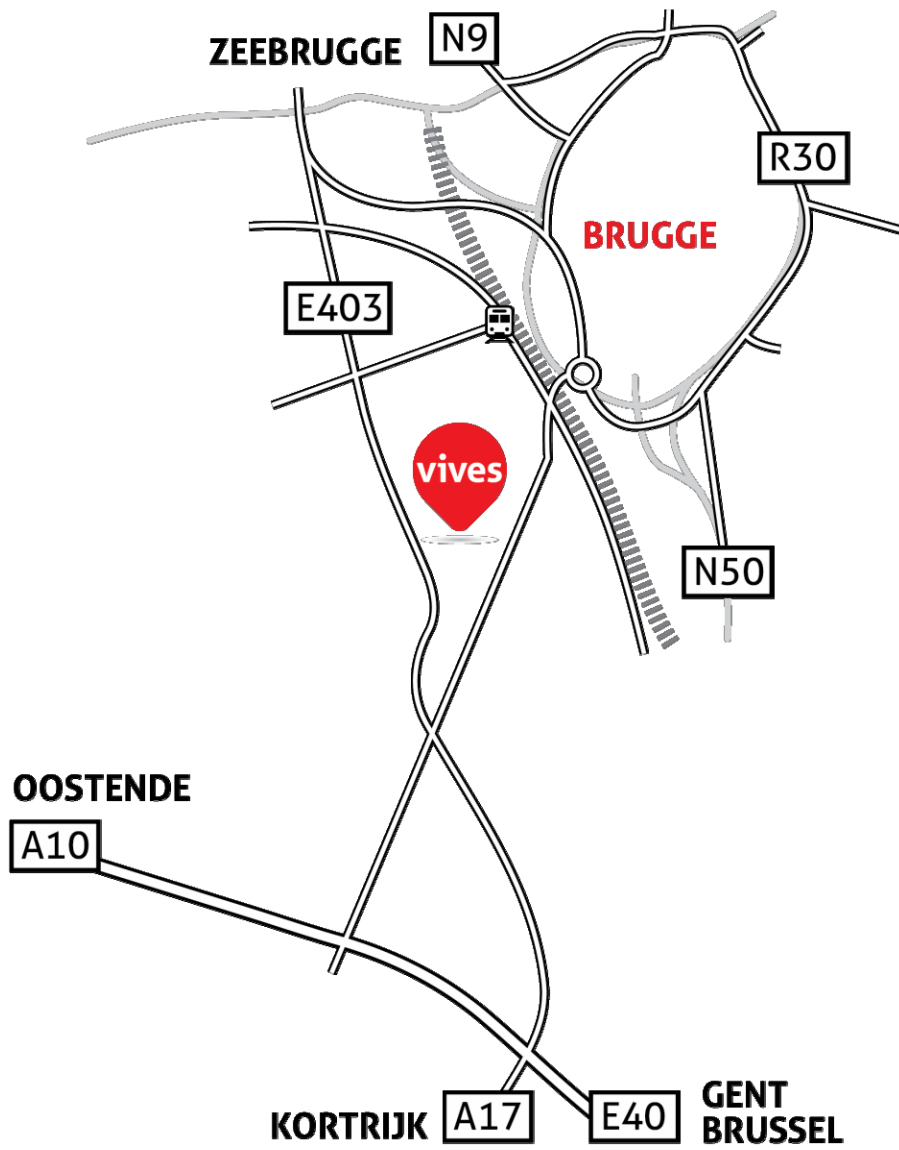 N9
ZEEBRUGGE
R30
BRUGGE
E403
vives
N50
OOSTENDE
A10
GENT
BRUSSEL
KORTRIJK
A17
E40